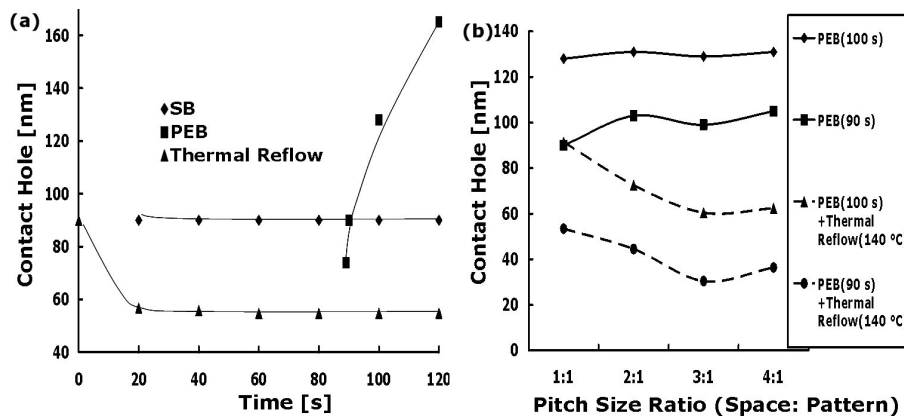 (a)
160
140
120
100
80
60
40
Contact Hole [nm]
SB
PEB
Thermal Reflow
0 20 40 60 80 100 120
Time [s]
(b)
140
120
100
80
60
40
20
0
Contact Hole [nm]
1:1 2:1 3:1 4:1
Pitch Size Ratio (Space: Pattern)
PEB(100 s)
PEB(90 s)
PEB(100 s)
+Thermal
Reflow(140 ºC)
PEB(90 s)
+Thermal
Reflow(140 ºC)